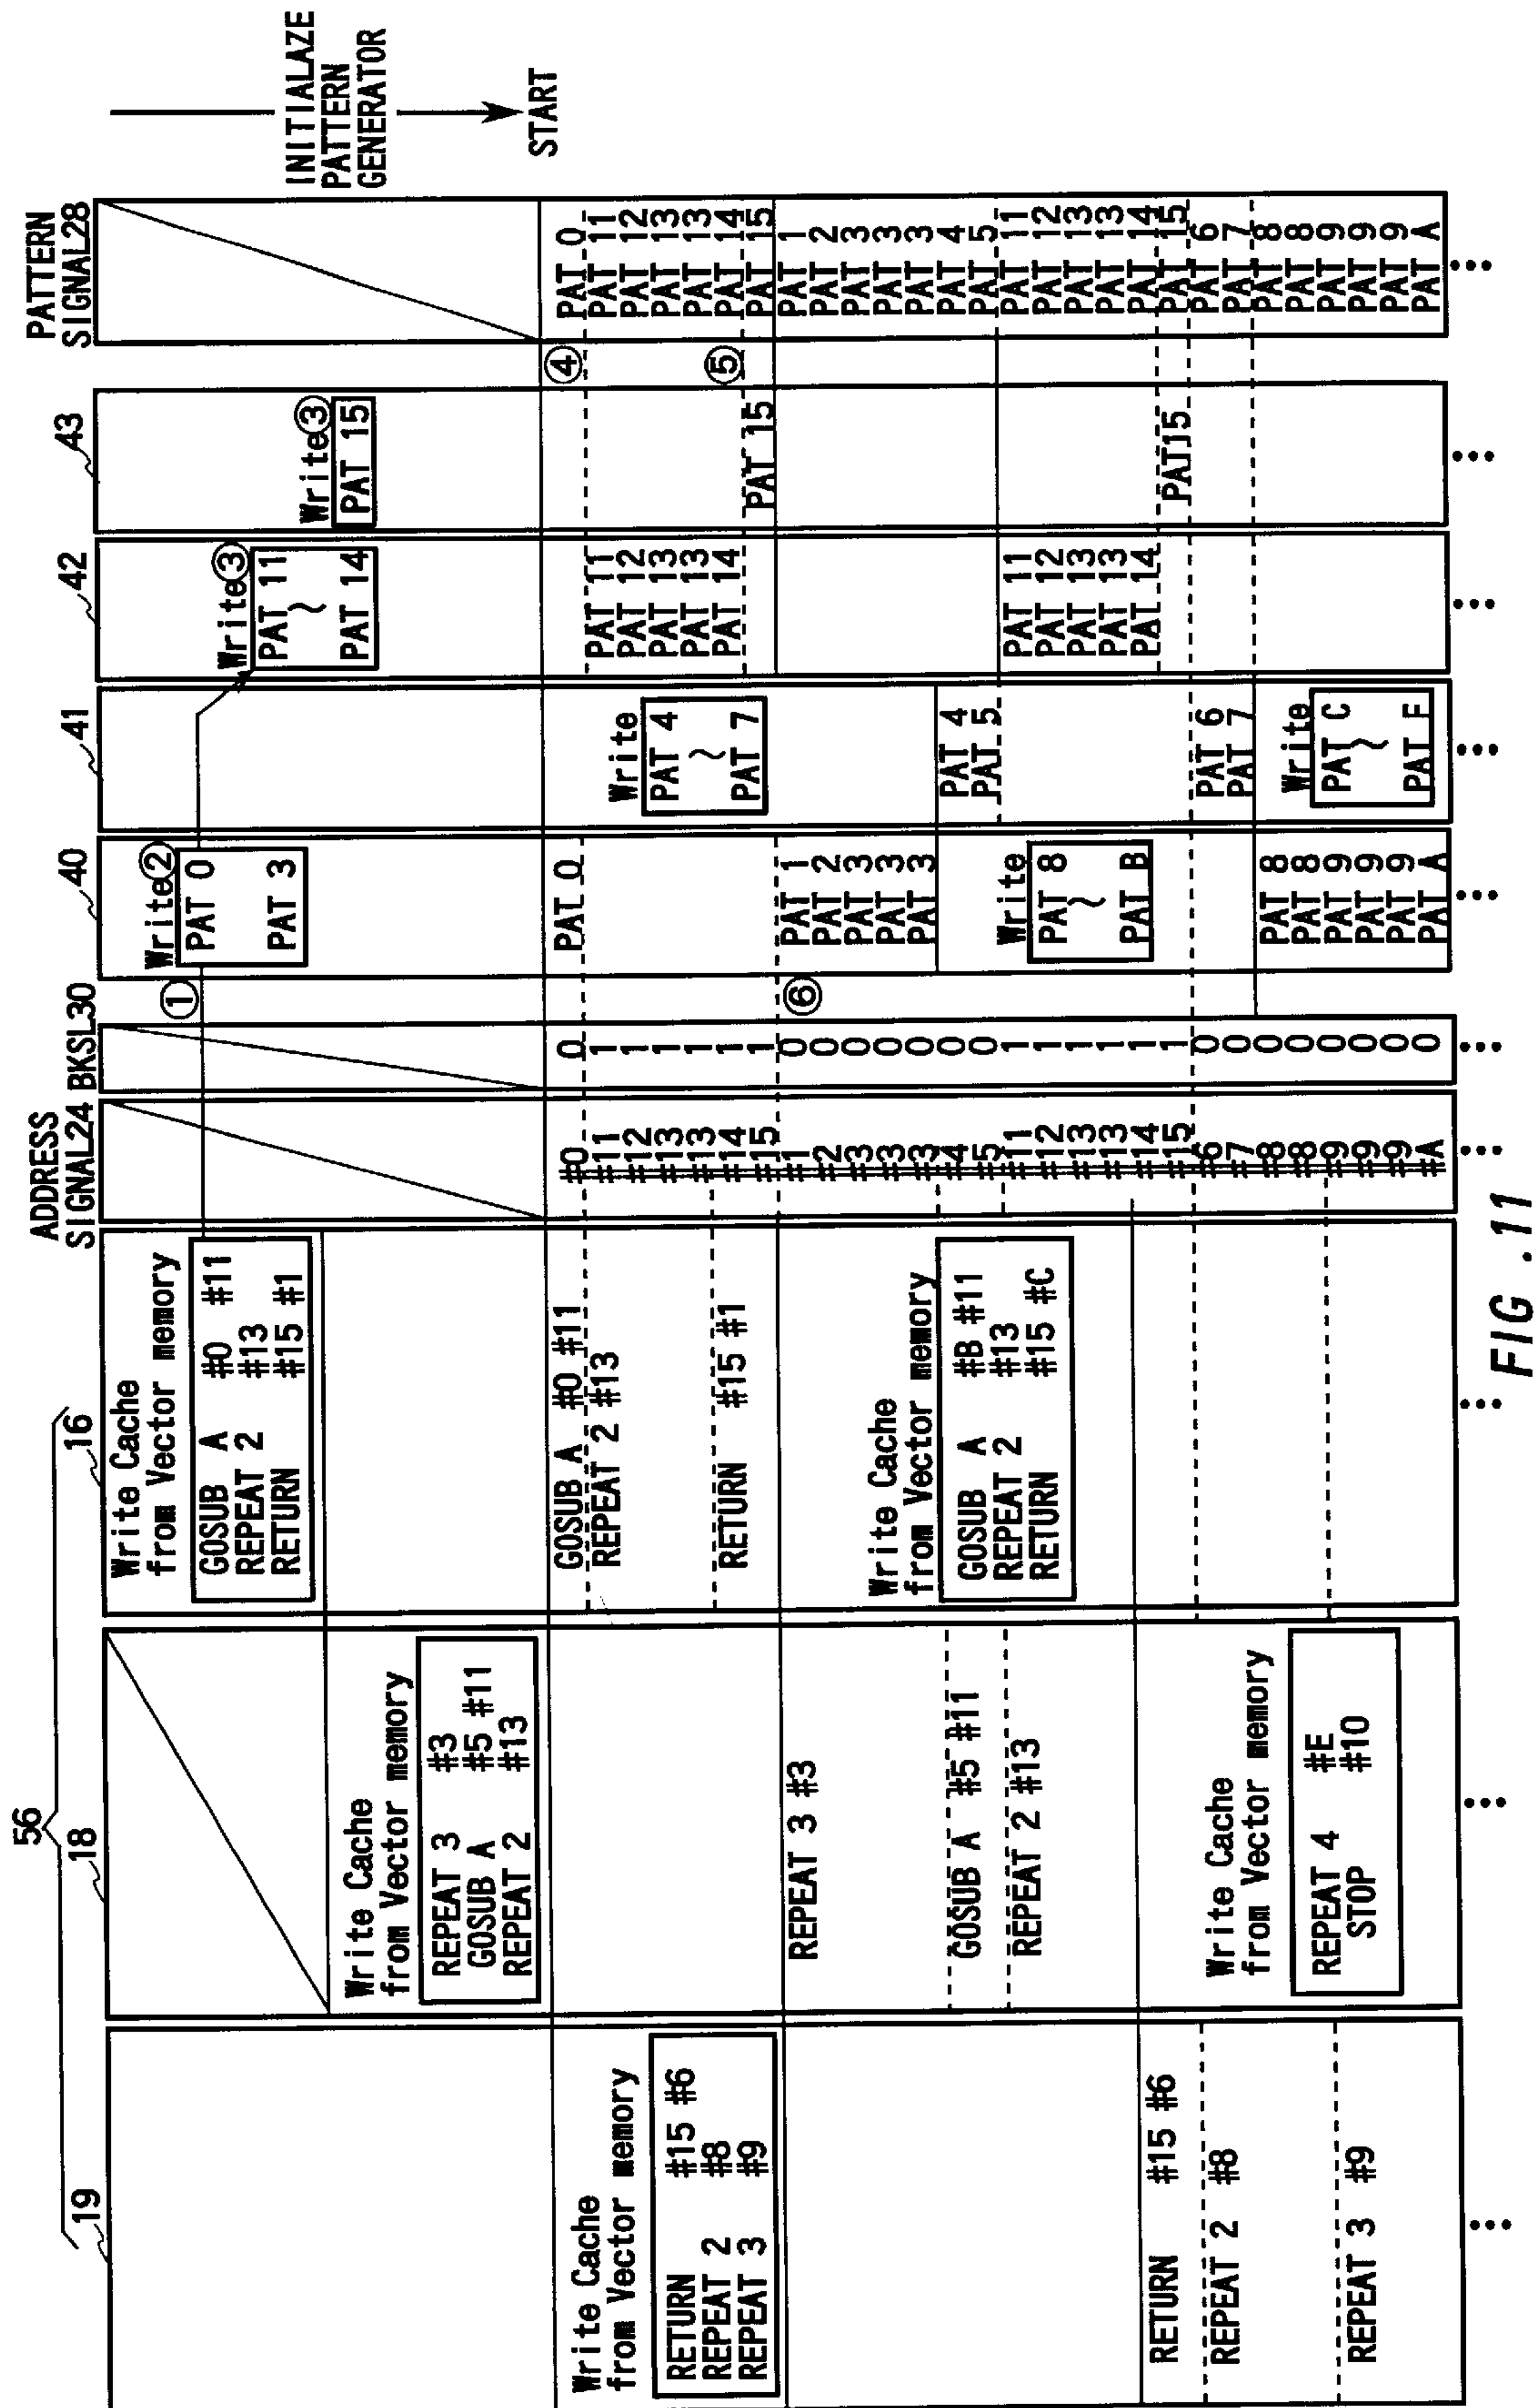 56
19
18
16
ADDRESS
SIGNAL24
BKSL30
40
41
42
43
PATTERN
SIGNAL28
INITIALAZE
PATTERN
GENERATOR
START
Write Cache
from Vector memory
RETURN #15 #6
REPEAT 2 #8
REPEAT 3 #9
RETURN #15 #6
REPEAT 2 #8
REPEAT 3 #9
...
Write Cache
from Vector memory
REPEAT 3 #3
GOSUB A #5 #11
REPEAT 2 #13
REPEAT 3 #3
GOSUB A #5 #11
REPEAT 2 #13
Write Cache
from Vector memory
REPEAT 4 #E
STOP #10
...
Write Cache
from Vector memory
GOSUB A #0 #11
REPEAT 2 #13
RETURN #15 #1
GOSUB A #0 #11
REPEAT 2 #13
RETURN #15 #1
Write Cache
from Vector memory
GOSUB A #B #11
REPEAT 2 #13
RETURN #15 #C
...
#0
#11
#12
#13
#13
#14
#15
#1
#2
#3
#3
#3
#4
#5
#11
#12
#13
#13
#14
#15
#6
#7
#8
#8
#9
#9
#9
#A
...
0
1
1
1
1
1
1
0
0
0
0
0
0
0
1
1
1
1
1
1
0
0
0
0
0
0
0
0
...
①
⑥
Write②
PAT 0
PAT 3
PAT 0
PAT 1
PAT 2
PAT 3
PAT 3
PAT 3
Write
PAT 8
~
PAT B
PAT 8
PAT 8
PAT 9
PAT 9
PAT 9
PAT A
...
Write
PAT 4
~
PAT 7
PAT 4
PAT 5
PAT 6
PAT 7
Write
PAT C
~
PAT F
...
Write③
PAT 11
~
PAT 14
PAT 11
PAT 12
PAT 13
PAT 13
PAT 14
PAT 11
PAT 12
PAT 13
PAT 13
PAT 14
...
Write③
PAT 15
PAT 15
PAT15
...
④
⑤
PAT 0
PAT 11
PAT 12
PAT 13
PAT 13
PAT 14
PAT 15
PAT 1
PAT 2
PAT 3
PAT 3
PAT 3
PAT 4
PAT 5
PAT 11
PAT 12
PAT 13
PAT 13
PAT 14
PAT 15
PAT 6
PAT 7
PAT 8
PAT 8
PAT 9
PAT 9
PAT 9
PAT A
...
FIG .11